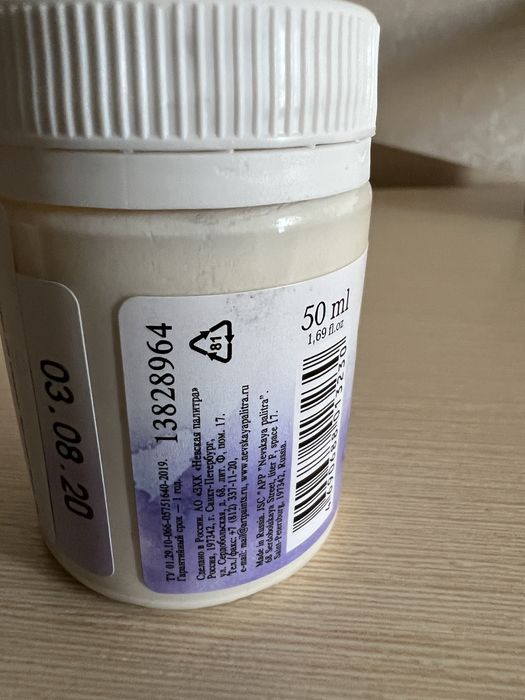 03.08.20
13828964
81
50 ml
1,69 fl.oz
ТУ 01.29.10-066-05751640-2019.
Гарантийный срок — 1 год.
Сделано в России. АО «ЗХК «Невская палитра»
Россия, 197342, г. Санкт-Петербург,
ул. Сердобольская, д. 68, лит. Ф, пом. 17.
Тел./факс: +7 (812) 337-11-20,
e-mail: mail@artpaints.ru, www.nevskayapalitra.ru
Made in Russia. JSC "APP "Nevskaya palitra".
68 Serdobolskaya Street, liter F, space 17.
Saint-Petersburg, 197342, Russia.